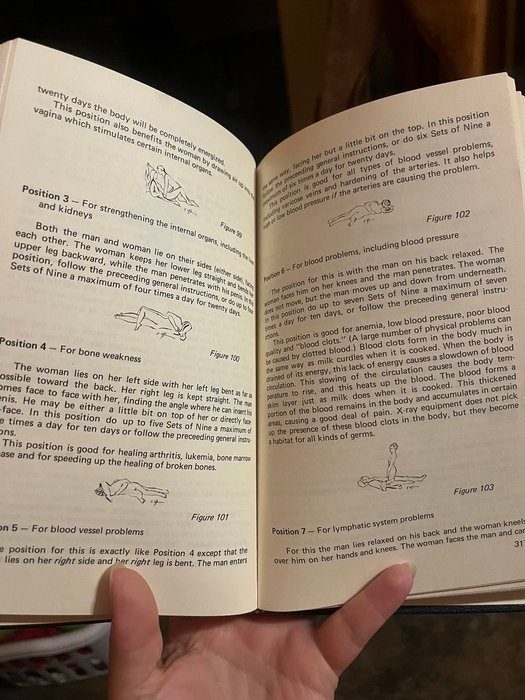 twenty days the body will be completely energized.
This position also benefits the woman by drawing air up into
vagina which stimulates certain internal organs.
Figure 99
Position 3 — For strengthening the internal organs, including the
and kidneys
Both the man and woman lie on their sides (either side), facing
each other. The woman keeps her lower leg straight and bends
upper leg backward, while the man penetrates with his penis. In
position, follow the preceeding general instructions, or do up to
Sets of Nine a maximum of four times a day for twenty days.
Figure 100
Position 4 — For bone weakness
The woman lies on her left side with her left leg bent as far as
possible toward the back. Her right leg is kept straight. The man
comes face to face with her, finding the angle where he can insert his
penis. He may be either a little bit on top of her or directly face
-face. In this position do up to five Sets of Nine a maximum of
e times a day for ten days or follow the preceeding general instru
ons.
This position is good for healing arthritis, lukemia, bone marrow
ease and for speeding up the healing of broken bones.
Figure 101
on 5 — For blood vessel problems
e position for this is exactly like Position 4 except that the
lies on her right side and her right leg is bent. The man enters
the same way, facing her but a little bit on the top. In this position
the preceeding general instructions, or do six Sets of Nine a
of six times a day for twenty days.
This position is good for all types of blood vessel problems,
including varicose veins and hardening of the arteries. It also helps
high or low blood pressure if the arteries are causing the problem.
Figure 102
Position 6 — For blood problems, including blood pressure
The position for this is with the man on his back relaxed. The
woman faces him on her knees and the man penetrates. The woman
does not move, but the man moves up and down from underneath.
In this position do up to seven Sets of Nine a maximum of seven
times a day for ten days, or follow the preceeding general instru-
ctions.
This position is good for anemia, low blood pressure, poor blood
quality and "blood clots." (A large number of physical problems can
be caused by clotted blood.) Blood clots form in the body much in
the same way as milk curdles when it is cooked. When the body is
drained of its energy, this lack of energy causes a slowdown of blood
circulation. This slowing of the circulation causes the body tem-
perature to rise, and this heats up the blood. The blood forms a
skim layer just as milk does when it is cooked. This thickened
portion of the blood remains in the body and accumulates in certain
areas, causing a good deal of pain. X-ray equipment does not pick
up the presence of these blood clots in the body, but they become
a habitat for all kinds of germs.
Figure 103
Position 7 — For lymphatic system problems
For this the man lies relaxed on his back and the woman kneels
over him on her hands and knees. The woman faces the man and can
31